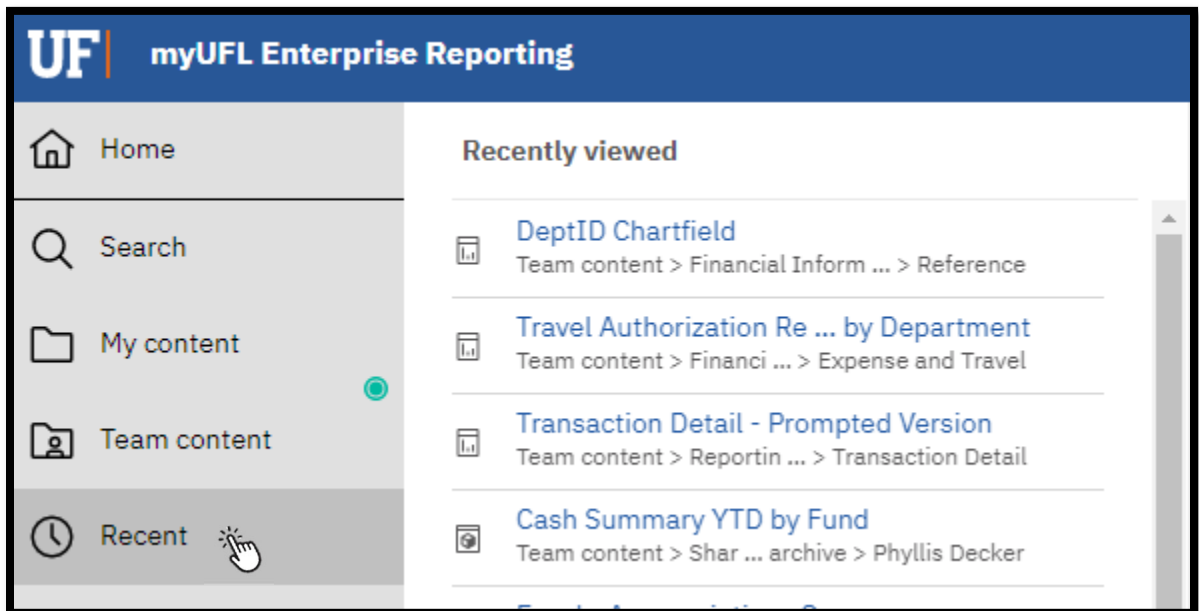 UF myUFL Enterprise Reporting
Home
Search
My content
Team content
Recent
Recently viewed
DeptID Chartfield
Team content > Financial Inform ... > Reference
Travel Authorization Re ... by Department
Team content > Financi ... > Expense and Travel
Transaction Detail - Prompted Version
Team content > Reportin ... > Transaction Detail
Cash Summary YTD by Fund
Team content > Shar ... archive > Phyllis Decker